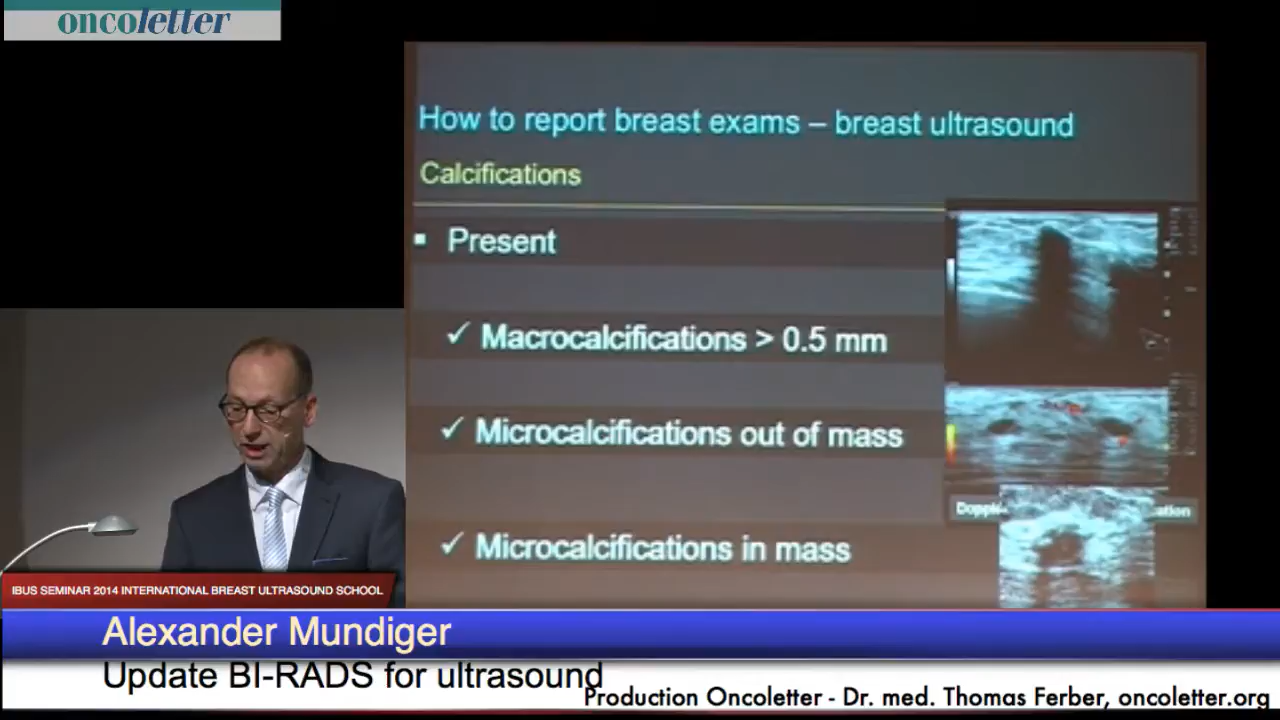 oncoletter
How to report breast exams – breast ultrasound
Calcifications
▪ Present
✓ Macrocalcifications > 0.5 mm
✓ Microcalcifications out of mass
✓ Microcalcifications in mass
IBUS SEMINAR 2014 INTERNATIONAL BREAST ULTRASOUND SCHOOL
Alexander Mundiger
Update BI-RADS for ultrasound
Production Oncoletter - Dr. med. Thomas Ferber, oncoletter.org